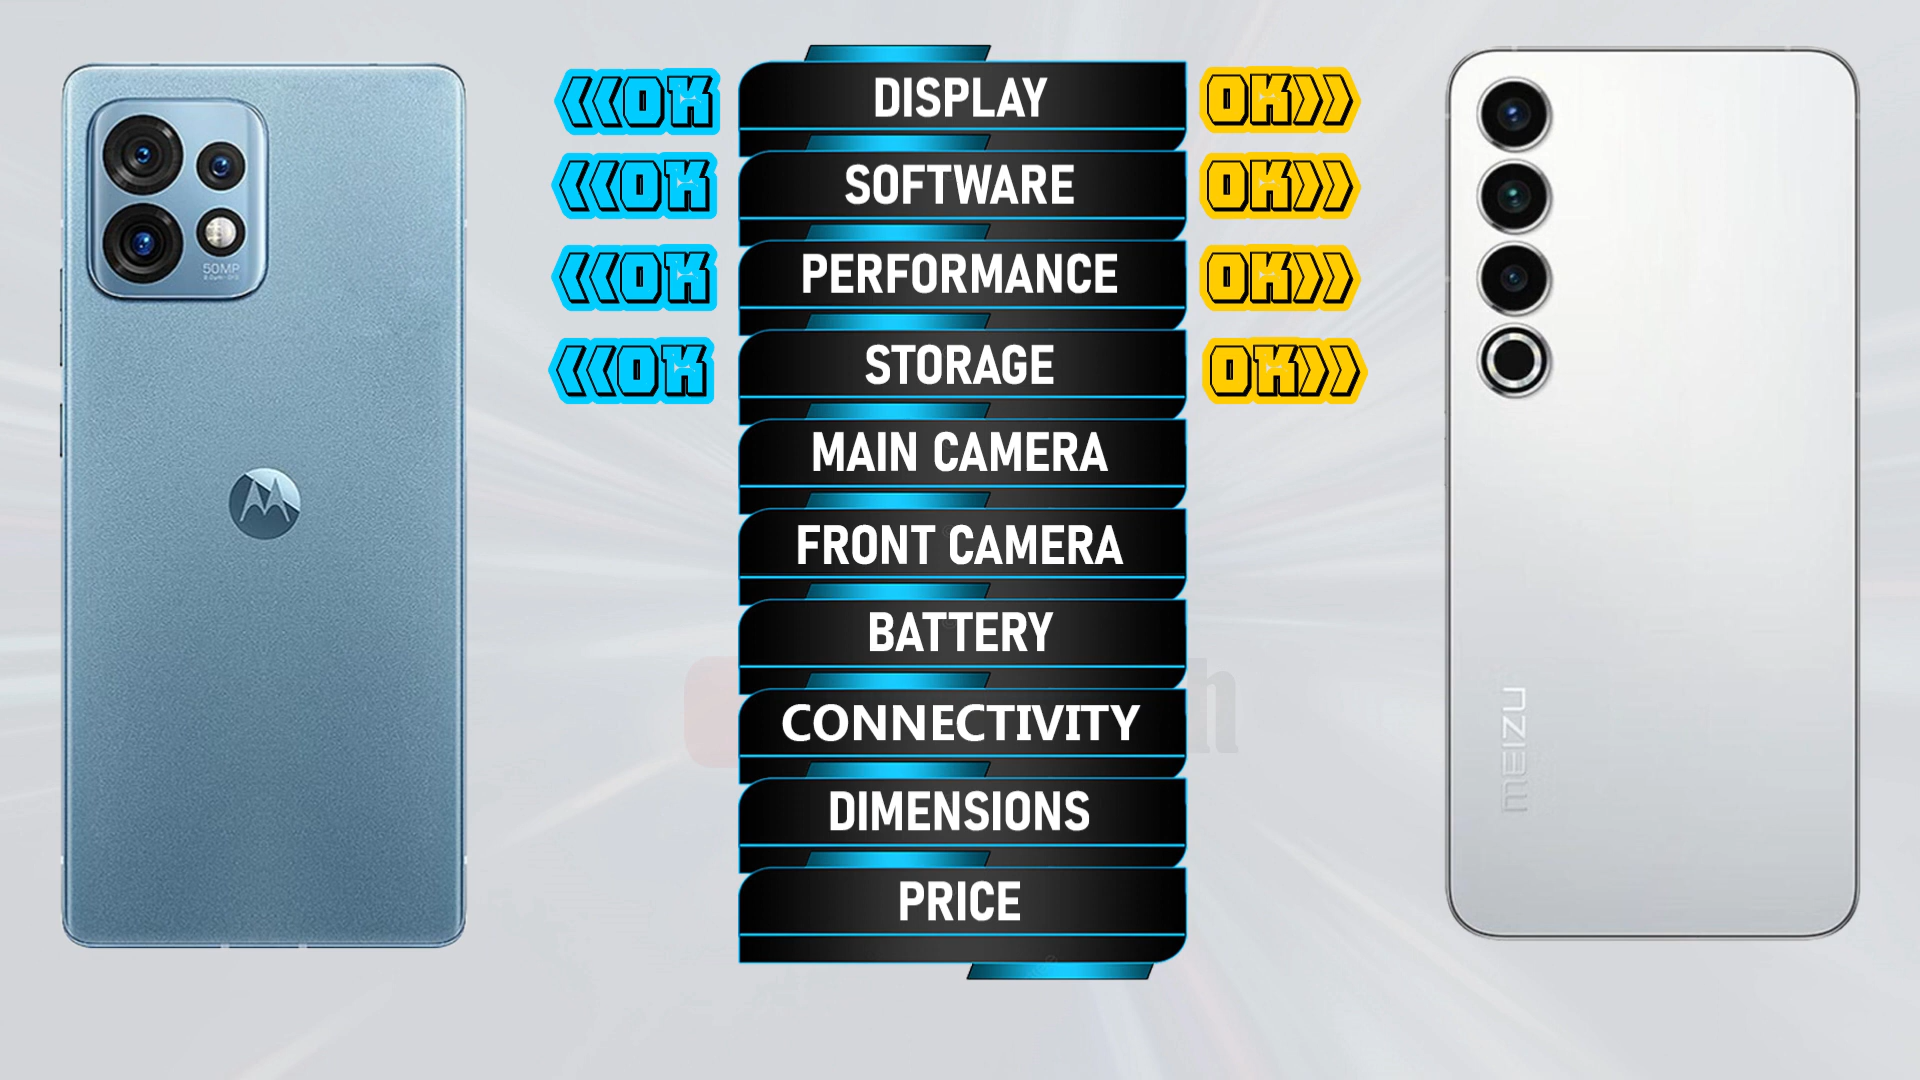 <<OK DISPLAY OK>>
<<OK SOFTWARE OK>>
<<OK PERFORMANCE OK>>
<<OK STORAGE OK>>
MAIN CAMERA
FRONT CAMERA
BATTERY
CONNECTIVITY
DIMENSIONS
PRICE
50MP
MEIZU